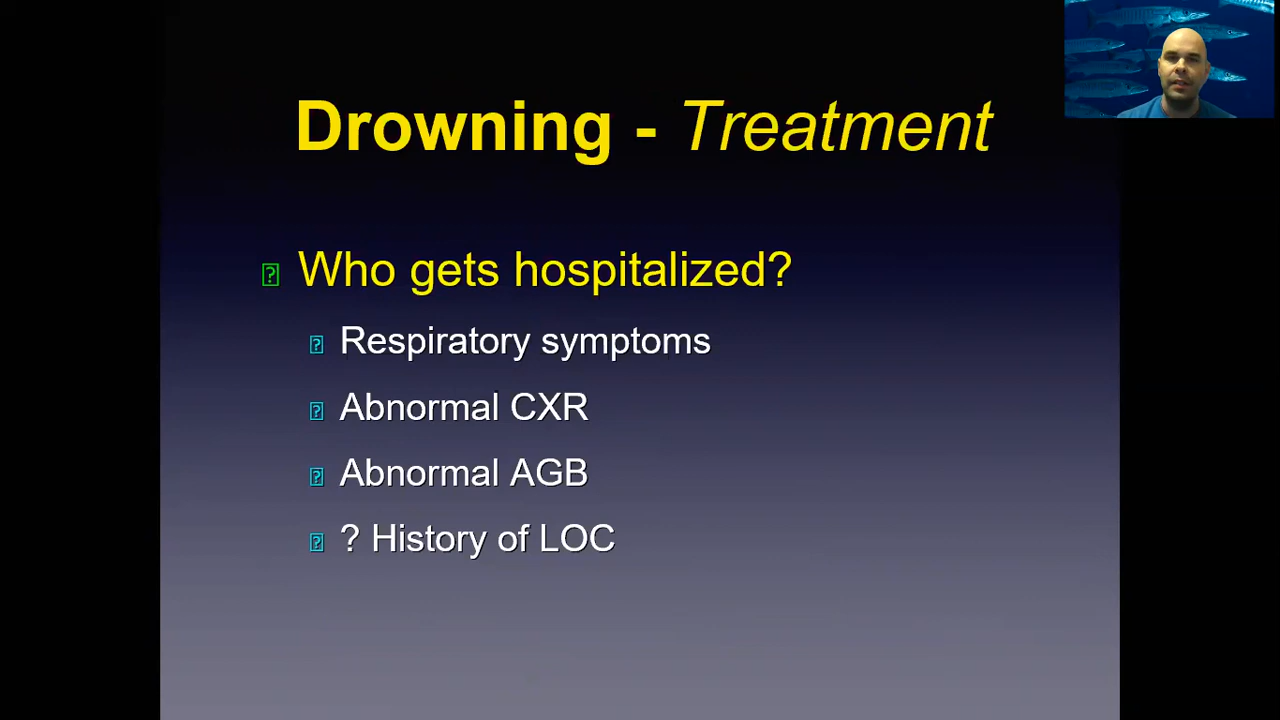 Drowning - Treatment
Who gets hospitalized?
Respiratory symptoms
Abnormal CXR
Abnormal AGB
? History of LOC